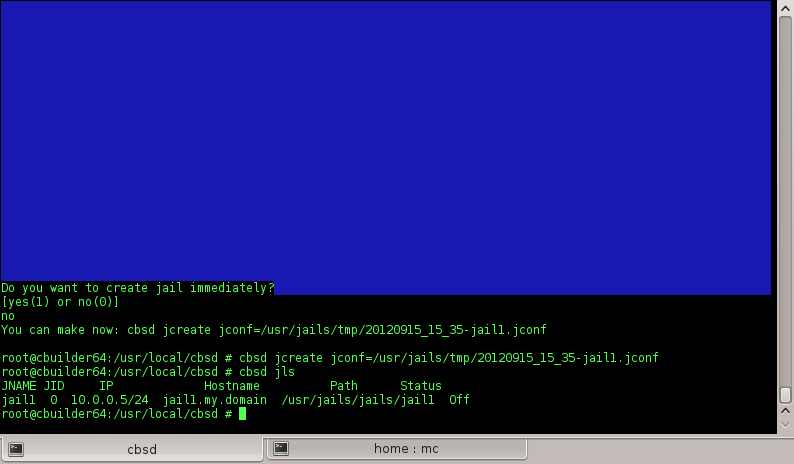 Do you want to create jail immediately?
[yes(1) or no(0)]
no
You can make now: cbsd jcreate jconf=/usr/jails/tmp/20120915_15_35-jail1.jconf
root@cbuilder64:/usr/local/cbsd # cbsd jcreate jconf=/usr/jails/tmp/20120915_15_35-jail1.jconf
root@cbuilder64:/usr/local/cbsd # cbsd jls
JNAME JID IP Hostname Path Status
jail1 0 10.0.0.5/24 jail1.my.domain /usr/jails/jails/jail1 Off
root@cbuilder64:/usr/local/cbsd #
cbsd
home : mc